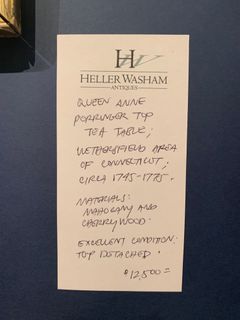 HW
HELLER WASHAM
ANTIQUES
QUEEN ANNE
PORRINGER TOP
TEA TABLE;
WETHERSFIELD AREA
OF CONNECTICUT;
CIRCA 1745-1775.
MATERIALS:
MAHOGANY AND
CHERRYWOOD.
EXCELLENT CONDITION:
TOP DETACHED.
$12,500=